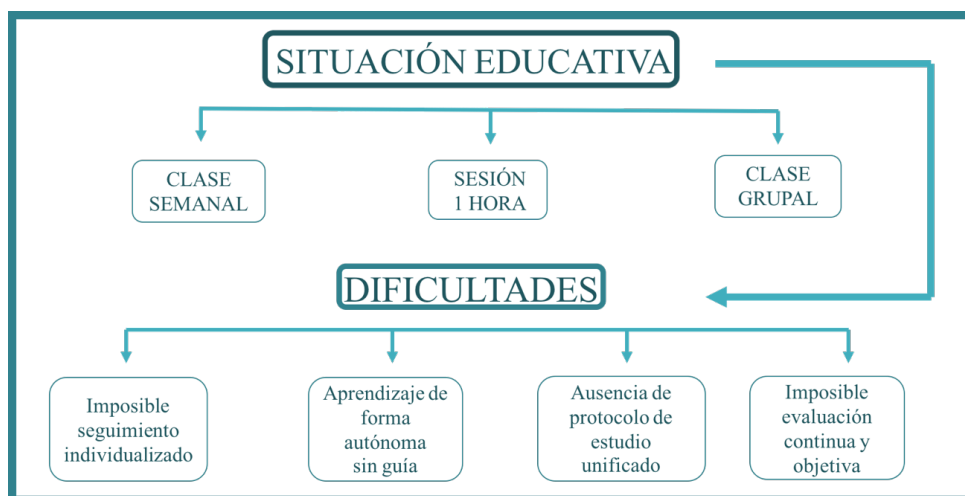 SITUACIÓN EDUCATIVA
CLASE
SEMANAL
SESIÓN
1 HORA
CLASE
GRUPAL
DIFICULTADES
Imposible
seguimiento
individualizado
Aprendizaje de
forma
autónoma
sin guía
Ausencia de
protocolo de
estudio
unificado
Imposible
evaluación
continua y
objetiva